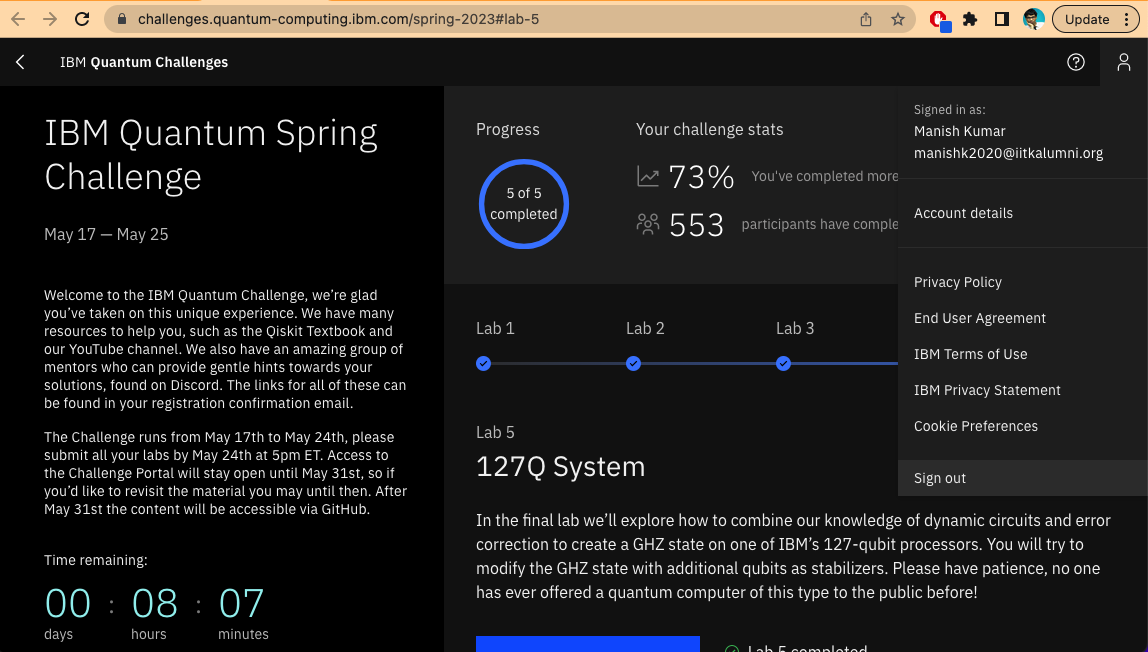 challenges.quantum-computing.ibm.com/spring-2023#lab-5
Update
IBM Quantum Challenges
IBM Quantum Spring
Challenge
May 17 — May 25
Welcome to the IBM Quantum Challenge, we’re glad
you’ve taken on this unique experience. We have many
resources to help you, such as the Qiskit Textbook and
our YouTube channel. We also have an amazing group of
mentors who can provide gentle hints towards your
solutions, found on Discord. The links for all of these can
be found in your registration confirmation email.
The Challenge runs from May 17th to May 24th, please
submit all your labs by May 24th at 5pm ET. Access to
the Challenge Portal will stay open until May 31st, so if
you’d like to revisit the material you may until then. After
May 31st the content will be accessible via GitHub.
Time remaining:
00 : 08 : 07
days hours minutes
Progress
5 of 5
completed
Your challenge stats
73% You've completed more
553 participants have comple
Lab 1 Lab 2 Lab 3
Lab 5
127Q System
In the final lab we’ll explore how to combine our knowledge of dynamic circuits and error
correction to create a GHZ state on one of IBM’s 127-qubit processors. You will try to
modify the GHZ state with additional qubits as stabilizers. Please have patience, no one
has ever offered a quantum computer of this type to the public before!
Lab 5 completed
Signed in as:
Manish Kumar
manishk2020@iitkalumni.org
Account details
Privacy Policy
End User Agreement
IBM Terms of Use
IBM Privacy Statement
Cookie Preferences
Sign out